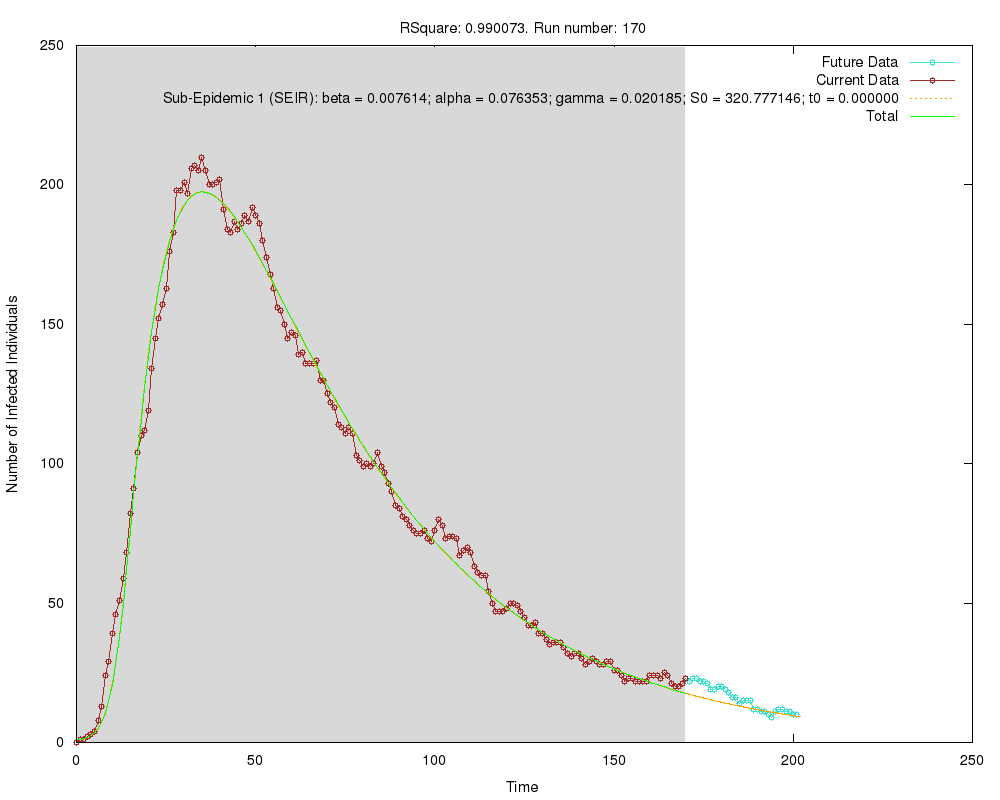 RSquare: 0.990073. Run number: 170
250
200
150
100
50
0
Number of Infected Individuals
Future Data
Current Data
Sub-Epidemic 1 (SEIR): beta = 0.007614; alpha = 0.076353; gamma = 0.020185; S0 = 320.777146; t0 = 0.000000
Total
0 50 100 150 200 250
Time